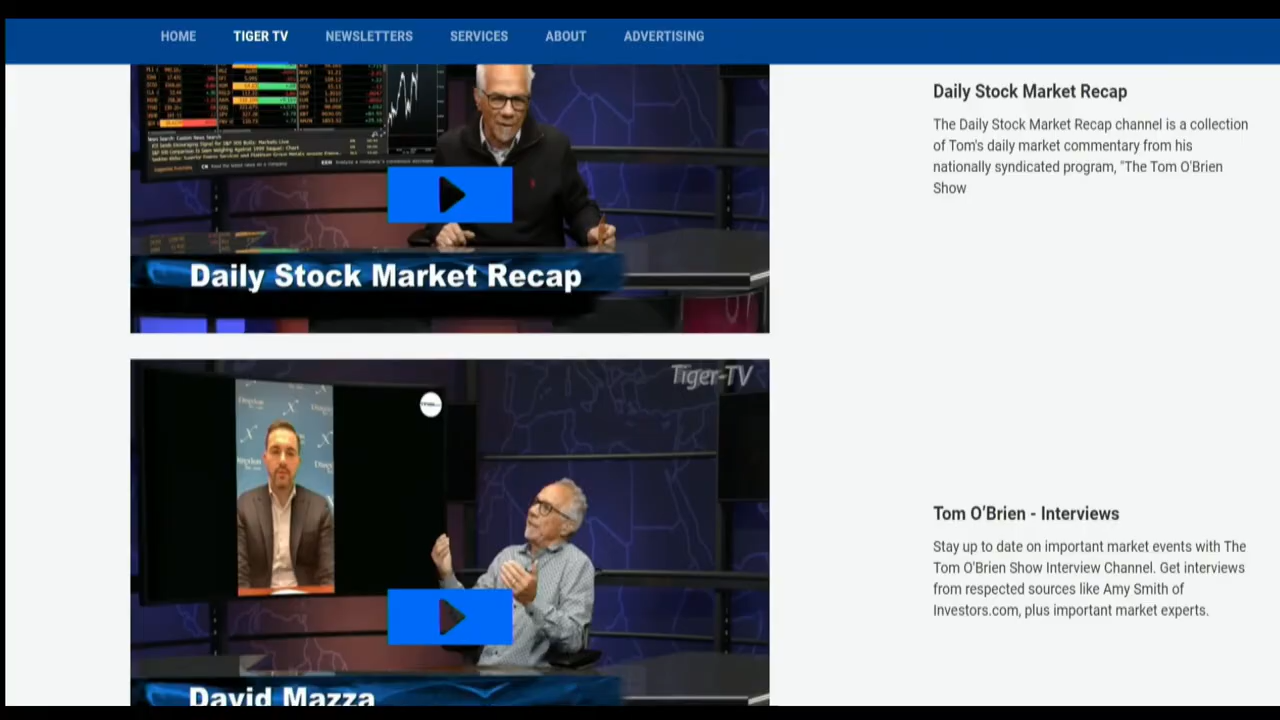 HOME TIGER TV NEWSLETTERS SERVICES ABOUT ADVERTISING
Daily Stock Market Recap
The Daily Stock Market Recap channel is a collection
of Tom's daily market commentary from his
nationally syndicated program, "The Tom O'Brien
Show
Daily Stock Market Recap
Tiger-TV
Direxion
Tom O’Brien - Interviews
Stay up to date on important market events with The
Tom O'Brien Show Interview Channel. Get interviews
from respected sources like Amy Smith of
Investors.com, plus important market experts.
David Mazza